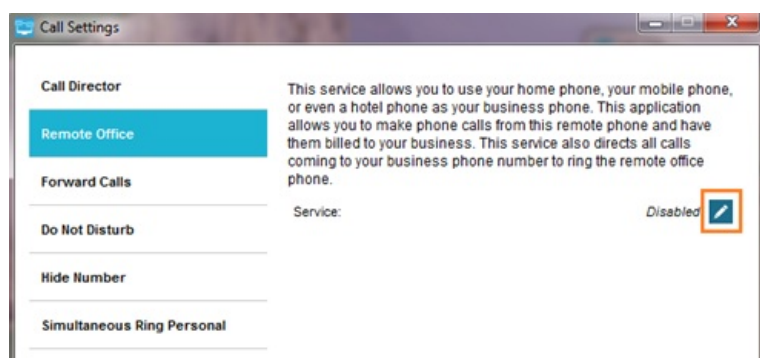 Call Settings
Call Director
Remote Office
Forward Calls
Do Not Disturb
Hide Number
Simultaneous Ring Personal
This service allows you to use your home phone, your mobile phone,
or even a hotel phone as your business phone. This application
allows you to make phone calls from this remote phone and have
them billed to your business. This service also directs all calls
coming to your business phone number to ring the remote office
phone.
Service: Disabled